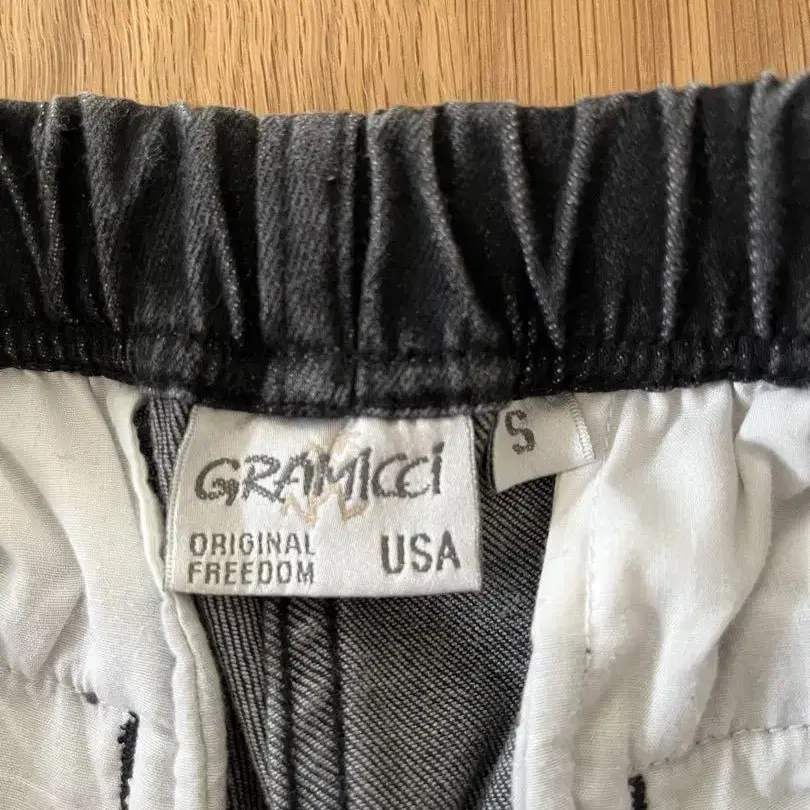 GRAMICCi
ORIGINAL
FREEDOM
USA
S